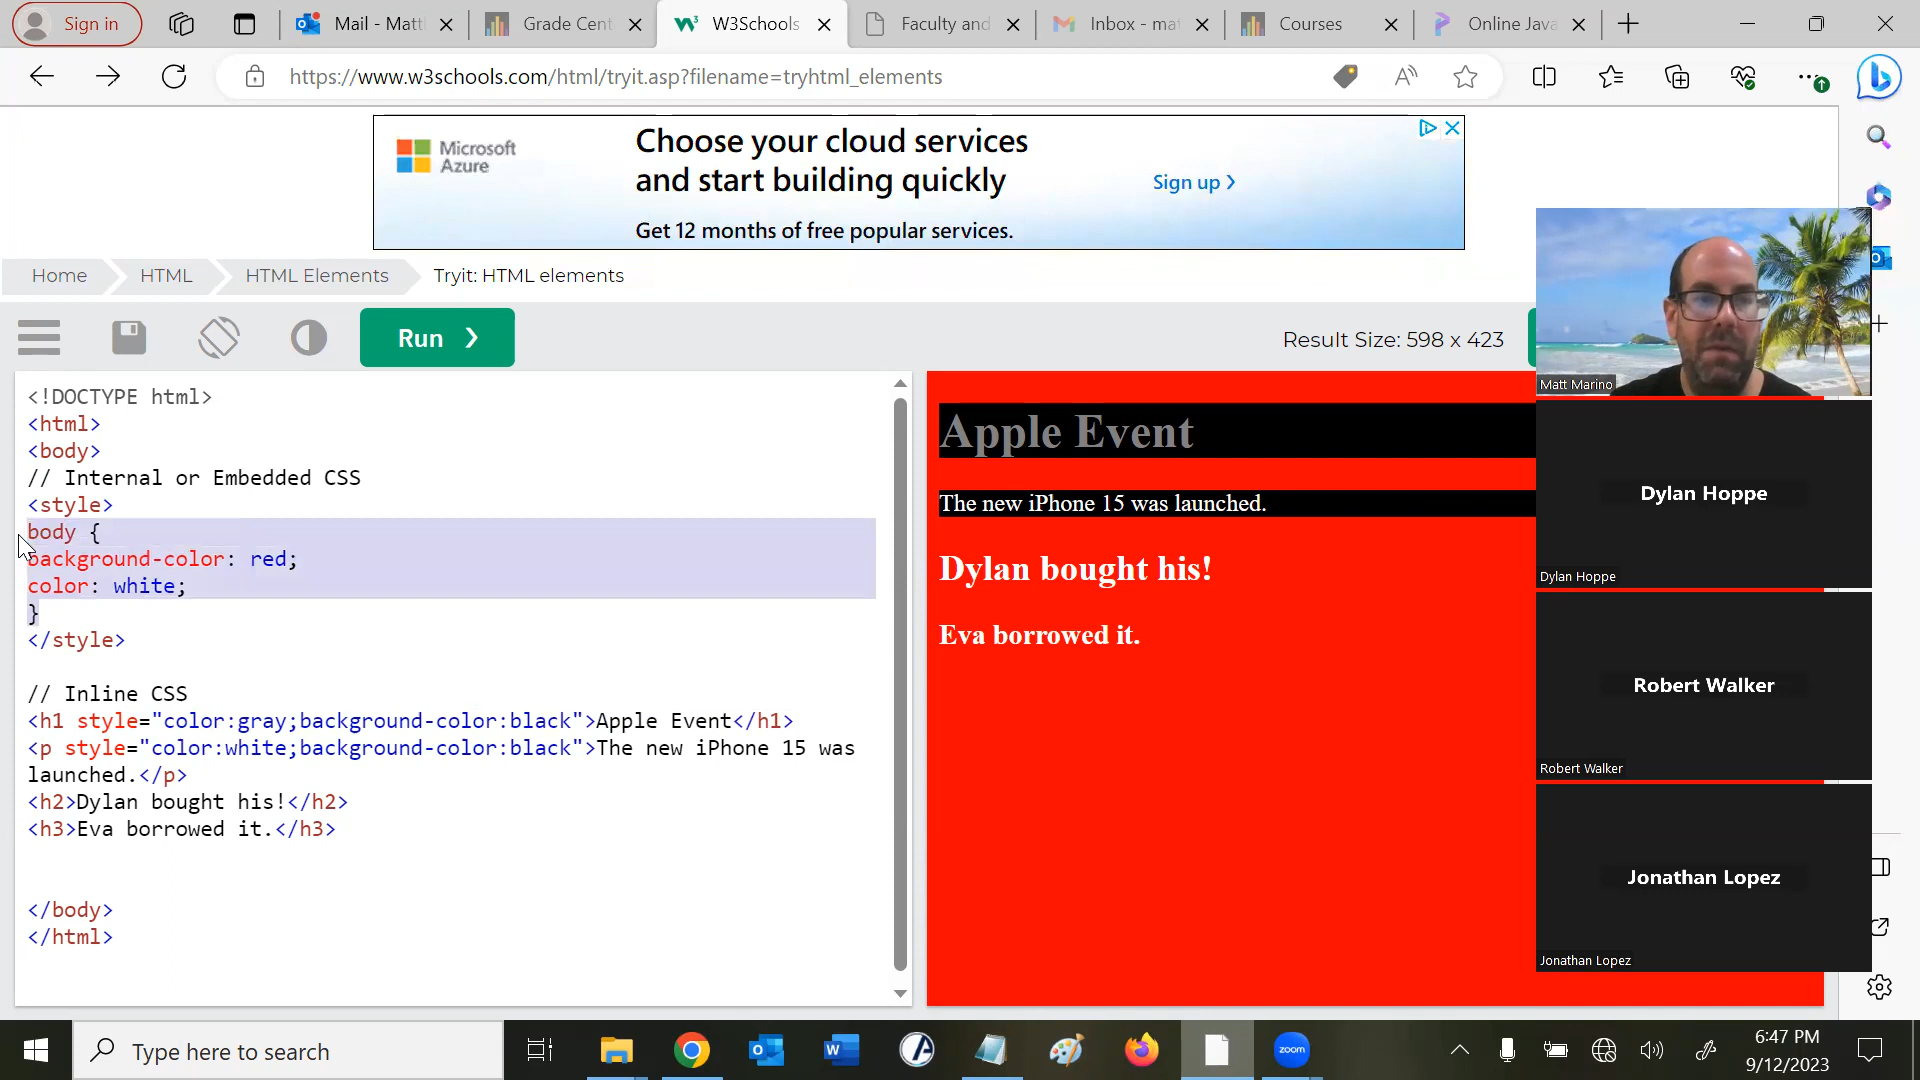 Sign in
Mail - Matt
Grade Cent
W3Schools
Faculty and
Inbox - mat
Courses
Online Java
https://www.w3schools.com/html/tryit.asp?filename=tryhtml_elements
Microsoft
Azure
Choose your cloud services
and start building quickly
Get 12 months of free popular services.
Sign up
Home
HTML
HTML Elements
Tryit: HTML elements
Run
Result Size: 598 x 423
<!DOCTYPE html>
<html>
<body>
// Internal or Embedded CSS
<style>
body {
background-color: red;
color: white;
}
</style>
// Inline CSS
<h1 style="color:gray;background-color:black">Apple Event</h1>
<p style="color:white;background-color:black">The new iPhone 15 was
launched.</p>
<h2>Dylan bought his!</h2>
<h3>Eva borrowed it.</h3>
</body>
</html>
Apple Event
The new iPhone 15 was launched.
Dylan bought his!
Eva borrowed it.
Matt Marino
Dylan Hoppe
Dylan Hoppe
Robert Walker
Robert Walker
Jonathan Lopez
Jonathan Lopez
Type here to search
zoom
6:47 PM
9/12/2023